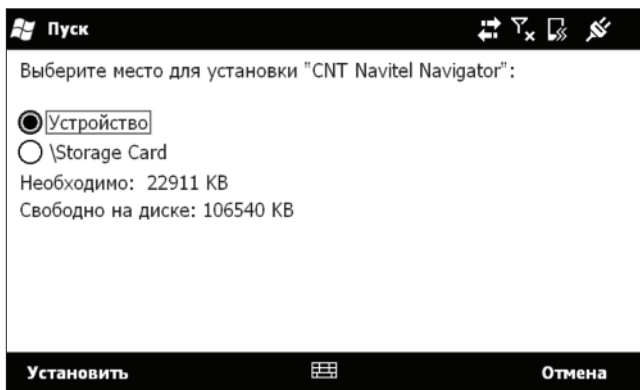 Пуск
Выберите место для установки "CNT Navitel Navigator":
Устройство
\Storage Card
Необходимо: 22911 KB
Свободно на диске: 106540 KB
Установить
Отмена